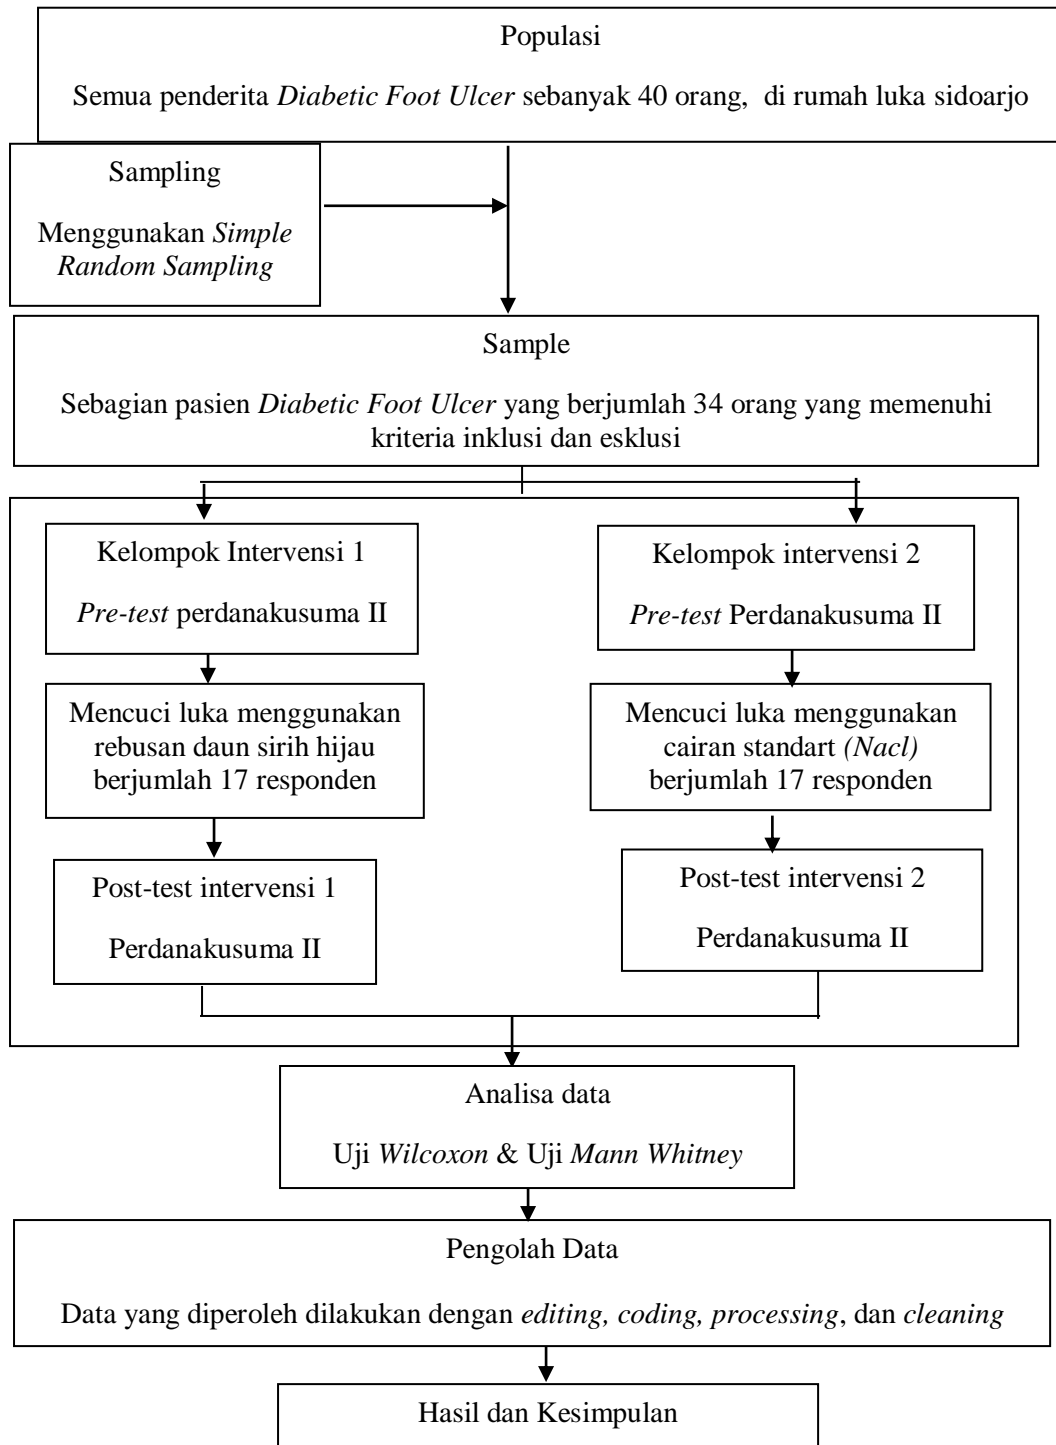 Populasi
Semua penderita Diabetic Foot Ulcer sebanyak 40 orang, di rumah luka sidoarjo
Sampling
Menggunakan Simple
Random Sampling
Sample
Sebagian pasien Diabetic Foot Ulcer yang berjumlah 34 orang yang memenuhi
kriteria inklusi dan esklusi
Kelompok Intervensi 1
Pre-test perdanakusuma II
Kelompok intervensi 2
Pre-test Perdanakusuma II
Mencuci luka menggunakan
rebusan daun sirih hijau
berjumlah 17 responden
Mencuci luka menggunakan
cairan standart (Nacl)
berjumlah 17 responden
Post-test intervensi 1
Perdanakusuma II
Post-test intervensi 2
Perdanakusuma II
Analisa data
Uji Wilcoxon & Uji Mann Whitney
Pengolah Data
Data yang diperoleh dilakukan dengan editing, coding, processing, dan cleaning
Hasil dan Kesimpulan